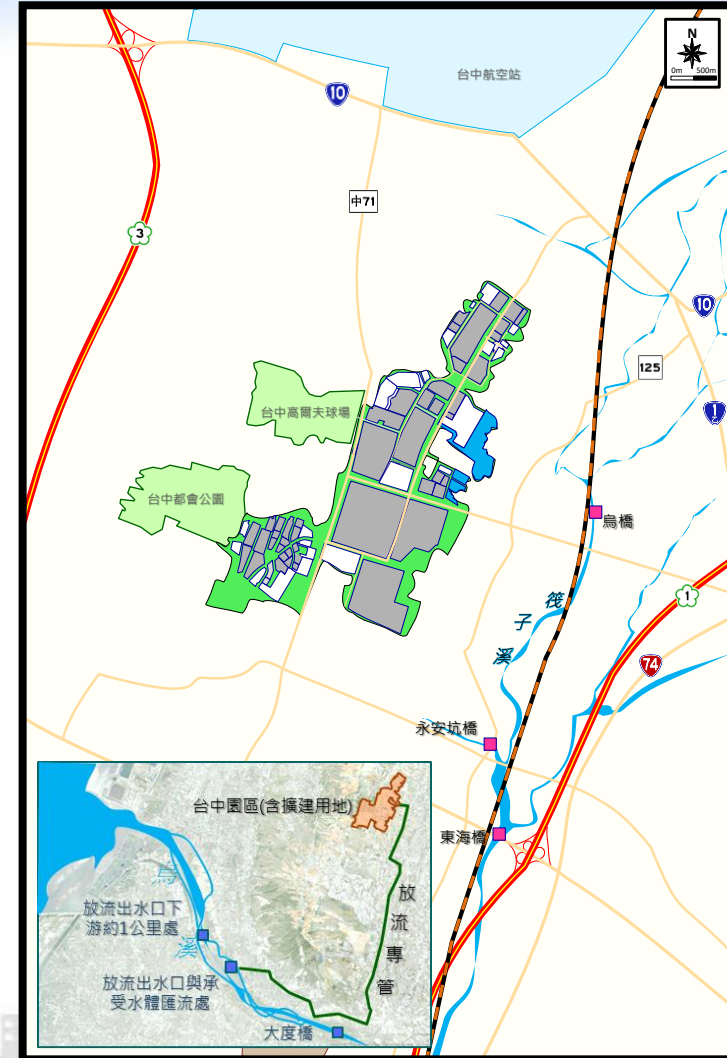 N
0m 500m
台中航空站
10
中71
3
10
125
1
台中高爾夫球場
台中都會公園
烏橋
筏
子
溪
1
74
永安坑橋
東海橋
台中園區(含擴建用地)
烏
溪
放
流
專
管
放流出水口下
游約1公里處
放流出水口與承
受水體匯流處
大度橋